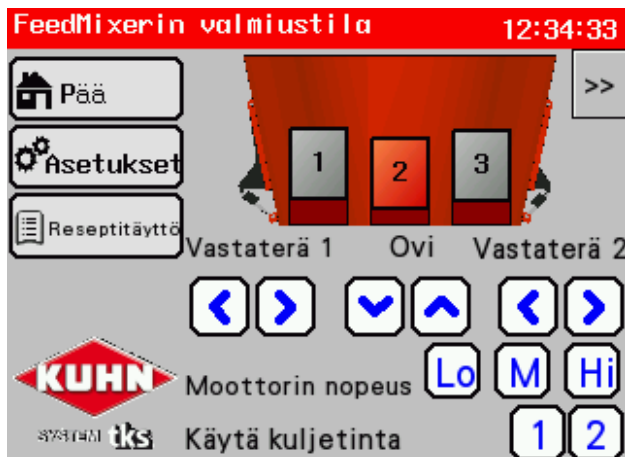 FeedMixerin valmiustila 12:34:33
Pää
>>
Asetukset
1 2 3
Reseptitäyttö
Vastaterä 1 Ovi Vastaterä 2
KUHN
Moottorin nopeus Lo M Hi
SYSTEM tks
Käytä kuljetinta 1 2